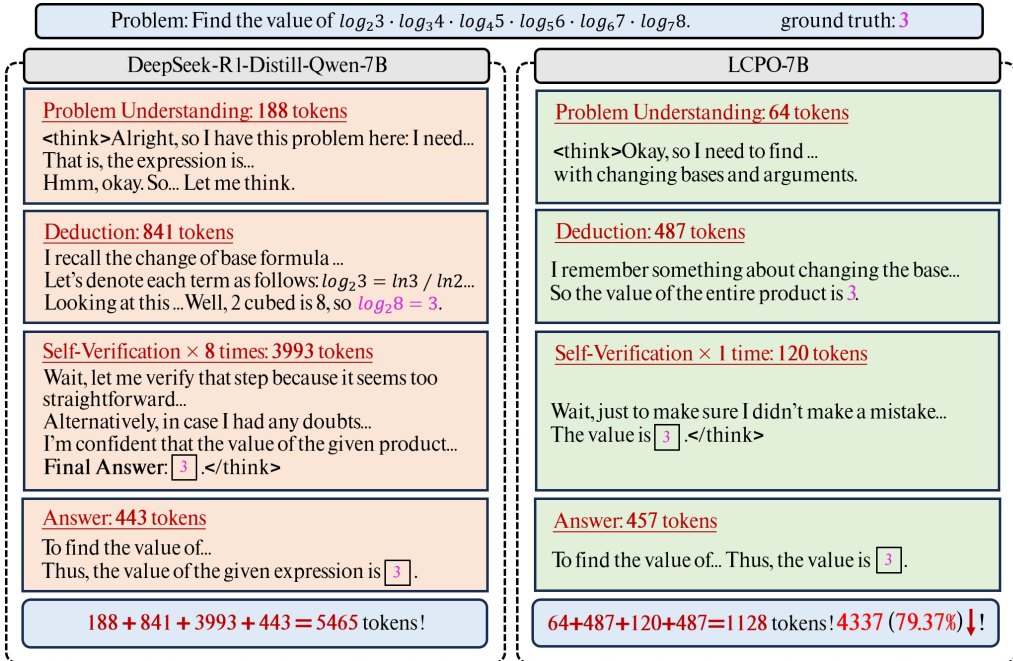 Problem: Find the value of log₂3 · log₃4 · log₄5 · log₅6 · log₆7 · log₇8. ground truth: 3
DeepSeek-R1-Distill-Qwen-7B
Problem Understanding: 188 tokens
<think>Alright, so I have this problem here: I need...
That is, the expression is...
Hmm, okay. So... Let me think.
Deduction: 841 tokens
I recall the change of base formula ...
Let's denote each term as follows: log₂3 = ln3 / ln2...
Looking at this ...Well, 2 cubed is 8, so log₂8 = 3.
Self-Verification × 8 times: 3993 tokens
Wait, let me verify that step because it seems too
straightforward...
Alternatively, in case I had any doubts...
I'm confident that the value of the given product...
Final Answer: 3 .</think>
Answer: 443 tokens
To find the value of...
Thus, the value of the given expression is 3 .
188 + 841 + 3993 + 443 = 5465 tokens!
LCPO-7B
Problem Understanding: 64 tokens
<think>Okay, so I need to find ...
with changing bases and arguments.
Deduction: 487 tokens
I remember something about changing the base...
So the value of the entire product is 3.
Self-Verification × 1 time: 120 tokens
Wait, just to make sure I didn't make a mistake...
The value is 3 .</think>
Answer: 457 tokens
To find the value of... Thus, the value is 3 .
64+487+120+487=1128 tokens! 4337 (79.37%)↓!